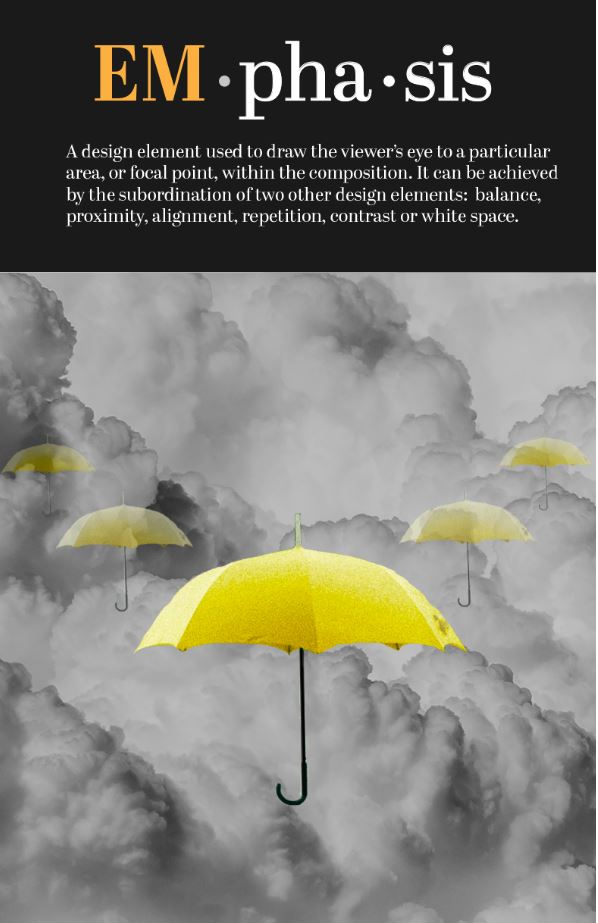 EM·pha·sis
A design element used to draw the viewer's eye to a particular
area, or focal point, within the composition. It can be achieved
by the subordination of two other design elements:  balance,
proximity, alignment, repetition, contrast or white space.